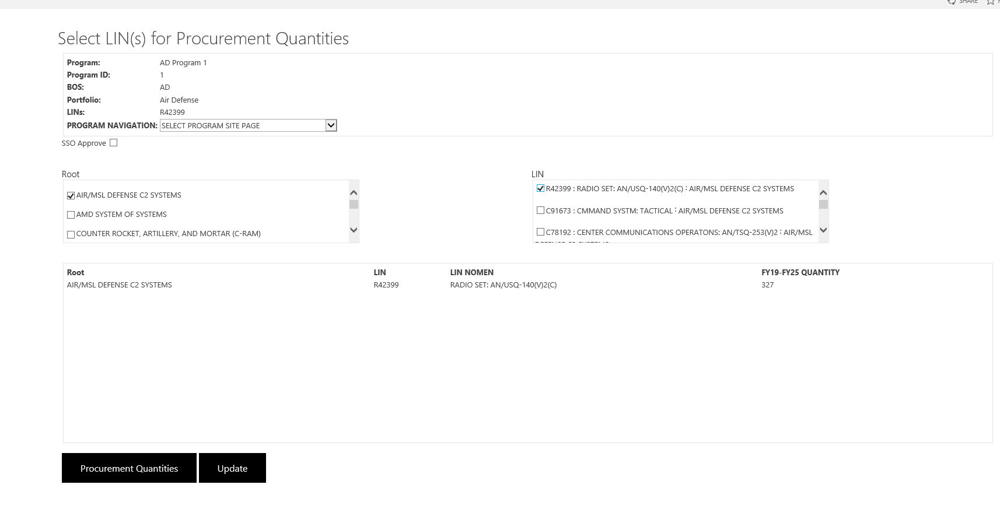 SHARE
Select LIN(s) for Procurement Quantities
Program: AD Program 1
Program ID: 1
BOS: AD
Portfolio: Air Defense
LINs: R42399
PROGRAM NAVIGATION: SELECT PROGRAM SITE PAGE
SSO Approve
Root
AIR/MSL DEFENSE C2 SYSTEMS
AMD SYSTEM OF SYSTEMS
COUNTER ROCKET, ARTILLERY, AND MORTAR (C-RAM)
LIN
R42399 : RADIO SET: AN/USQ-140(V)2(C) : AIR/MSL DEFENSE C2 SYSTEMS
C91673 : CMMAND SYSTM: TACTICAL : AIR/MSL DEFENSE C2 SYSTEMS
C78192 : CENTER COMMUNICATIONS OPERATONS: AN/TSQ-253(V)2 : AIR/MSL
DEFENSE C2 SYSTEMS
Root LIN LIN NOMEN FY19-FY25 QUANTITY
AIR/MSL DEFENSE C2 SYSTEMS R42399 RADIO SET: AN/USQ-140(V)2(C) 327
Procurement Quantities Update